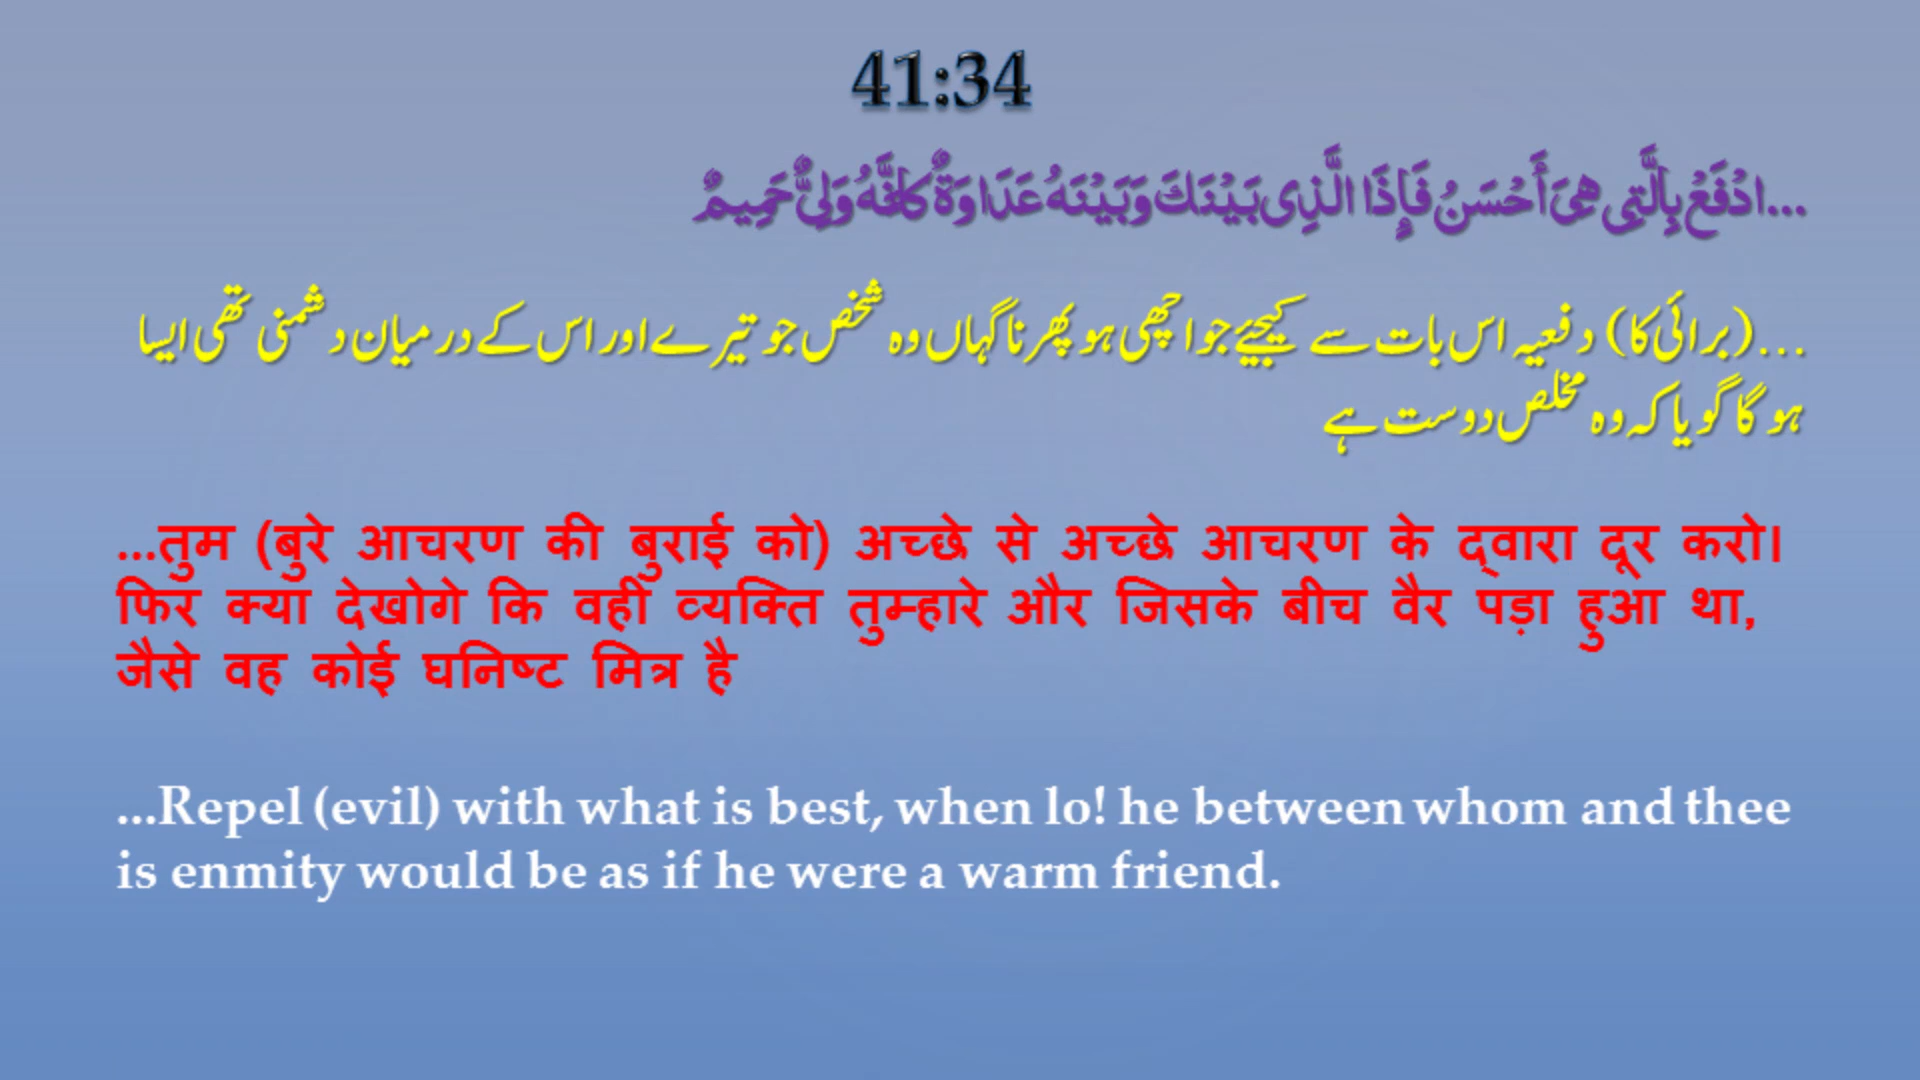 41:34
...ادْفَعْ بِالَّتِی هِیَ أَحْسَنُ فَإِذَا الَّذِی بَیْنَكَ وَبَیْنَهُ عَدَاوَةٌ كَأَنَّهُ وَلِیٌّ حَمِیمٌ
...(برائی کا) دفعیہ اس بات سے کیجیئے جو اچھی ہو پھر ناگہاں وہ شخص جو تیرے اور اس کے درمیان دشمنی تھی ایسا
ہو گا گویا کہ وہ مخلص دوست ہے
...तुम (बुरे आचरण की बुराई को) अच्छे से अच्छे आचरण के द्वारा दूर करो।
फिर क्या देखोगे कि वही व्यक्ति तुम्हारे और जिसके बीच वैर पड़ा हुआ था,
जैसे वह कोई घनिष्ट मित्र है
...Repel (evil) with what is best, when lo! he between whom and thee
is enmity would be as if he were a warm friend.